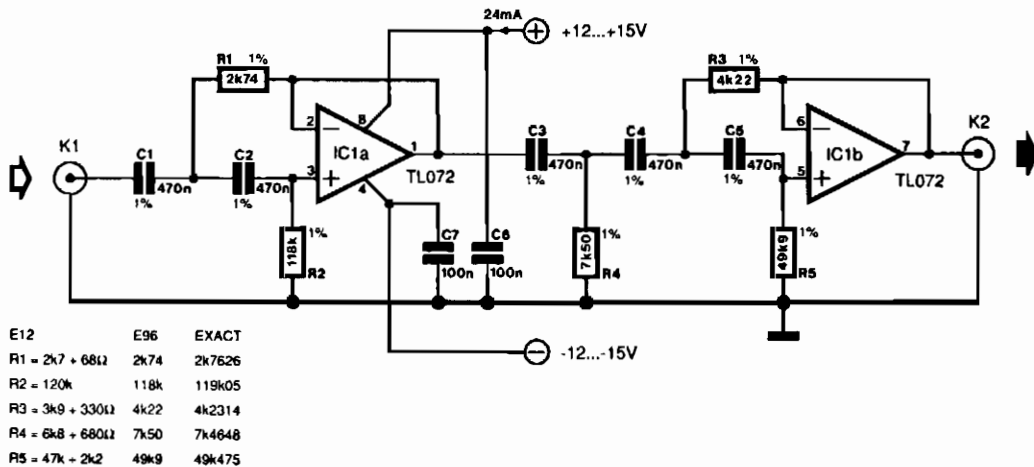 24mA
+12...+15V
R1 1%
2k74
R3 1%
4k22
K1
C1
470n
1%
C2
470n
1%
2
3
8
1
4
IC1a
TL072
C3
470n
1%
C4
470n
1%
C5
470n
1%
6
5
7
IC1b
TL072
K2
1%
118k
R2
C7
100n
C6
100n
1%
7k50
R4
1%
49k9
R5
-12...-15V
E12 E96 EXACT
R1 = 2k7 + 68Ω 2k74 2k7626
R2 = 120k 118k 119k05
R3 = 3k9 + 330Ω 4k22 4k2314
R4 = 6k8 + 680Ω 7k50 7k4648
R5 = 47k + 2k2 49k9 49k475